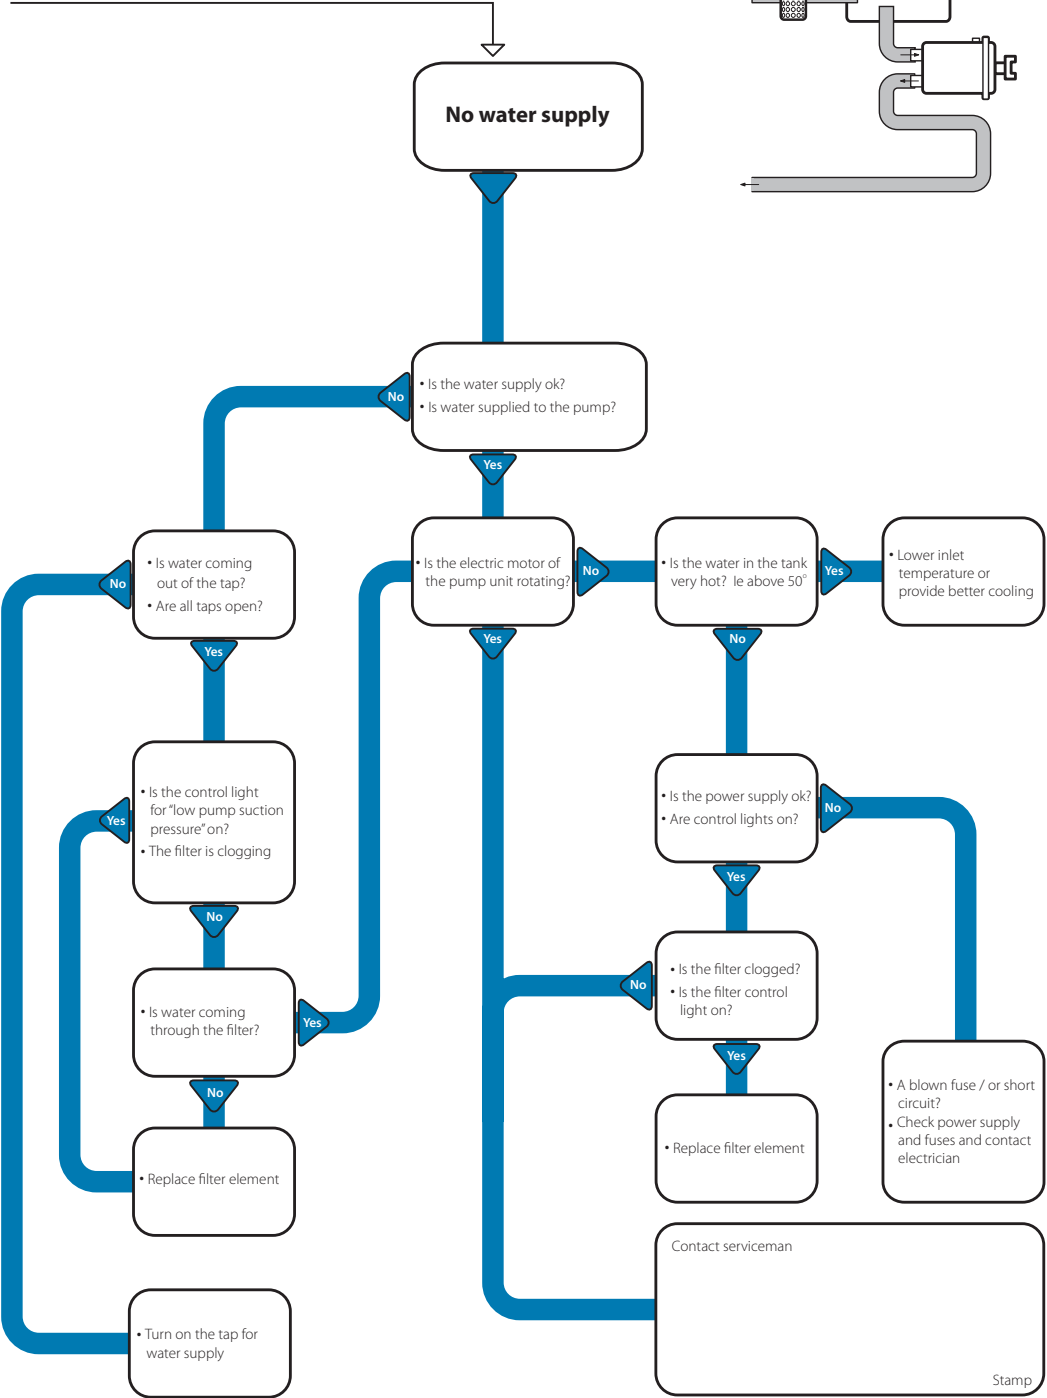 No water supply
• Is the water supply ok?
• Is water supplied to the pump?
No
Yes
• Is water coming
out of the tap?
• Are all taps open?
No
Yes
• Is the electric motor of
the pump unit rotating?
No
Yes
• Is the water in the tank
very hot? Ie above 50°
Yes
No
• Lower inlet
temperature or
provide better cooling
• Is the control light
for “low pump suction
pressure” on?
• The filter is clogging
Yes
No
• Is the power supply ok?
• Are control lights on?
No
Yes
• Is water coming
through the filter?
Yes
No
• Is the filter clogged?
• Is the filter control
light on?
No
Yes
• A blown fuse / or short
circuit?
• Check power supply
and fuses and contact
electrician
• Replace filter element
• Replace filter element
Contact serviceman
Stamp
• Turn on the tap for
water supply